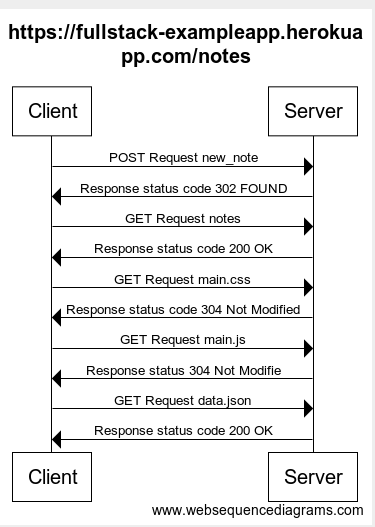 https://fullstack-exampleapp.herokua
pp.com/notes
Client
Server
POST Request new_note
Response status code 302 FOUND
GET Request notes
Response status code 200 OK
GET Request main.css
Response status code 304 Not Modified
GET Request main.js
Response status 304 Not Modifie
GET Request data.json
Response status code 200 OK
Client
Server
www.websequencediagrams.com